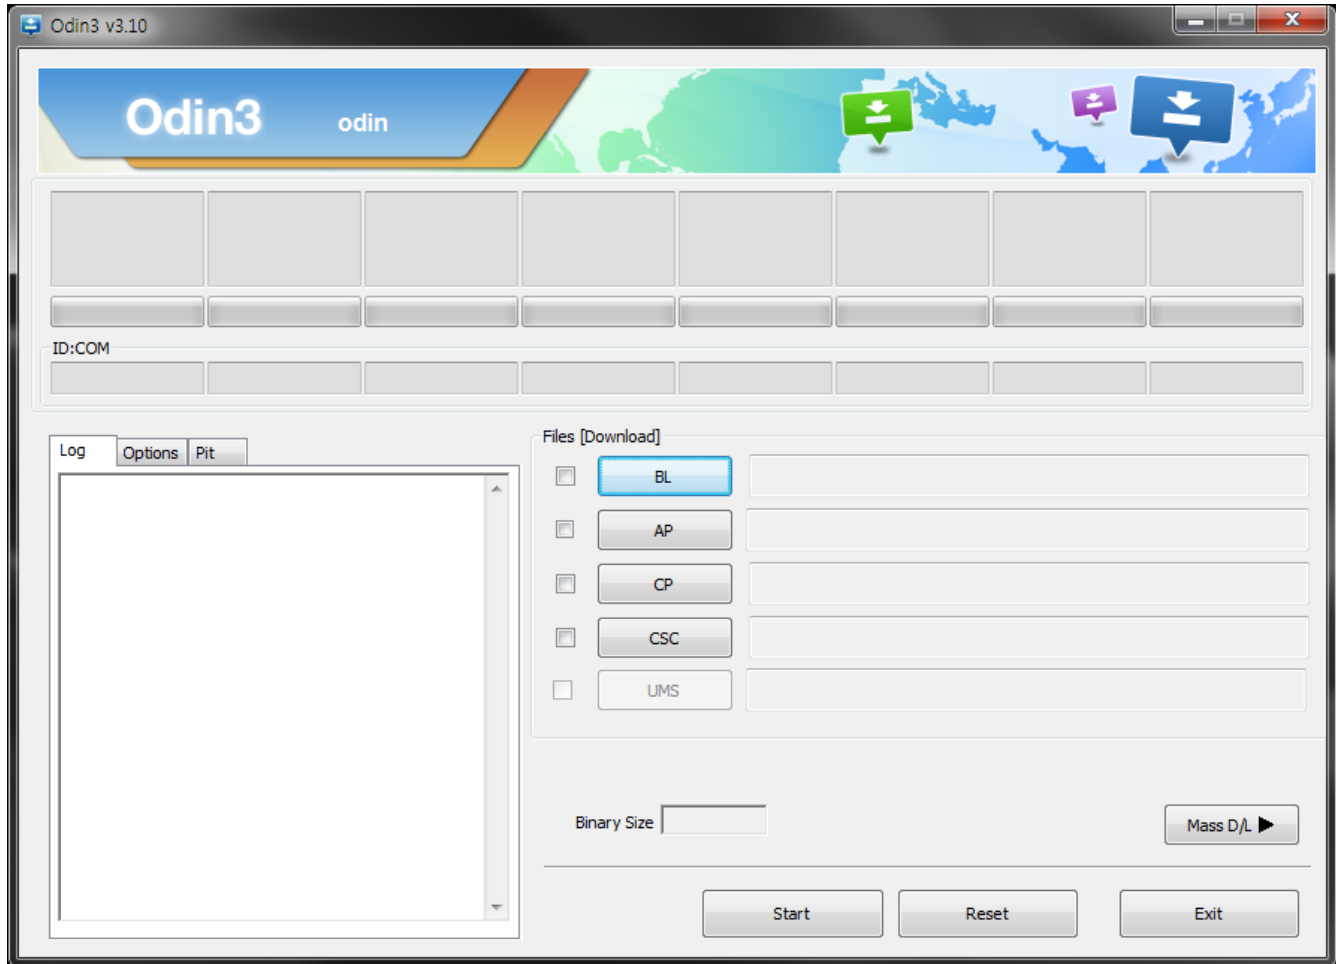 Odin3 v3.10
Odin3 odin
ID:COM
Log Options Pit
Files [Download]
BL
AP
CP
CSC
UMS
Binary Size
Mass D/L ▶
Start Reset Exit